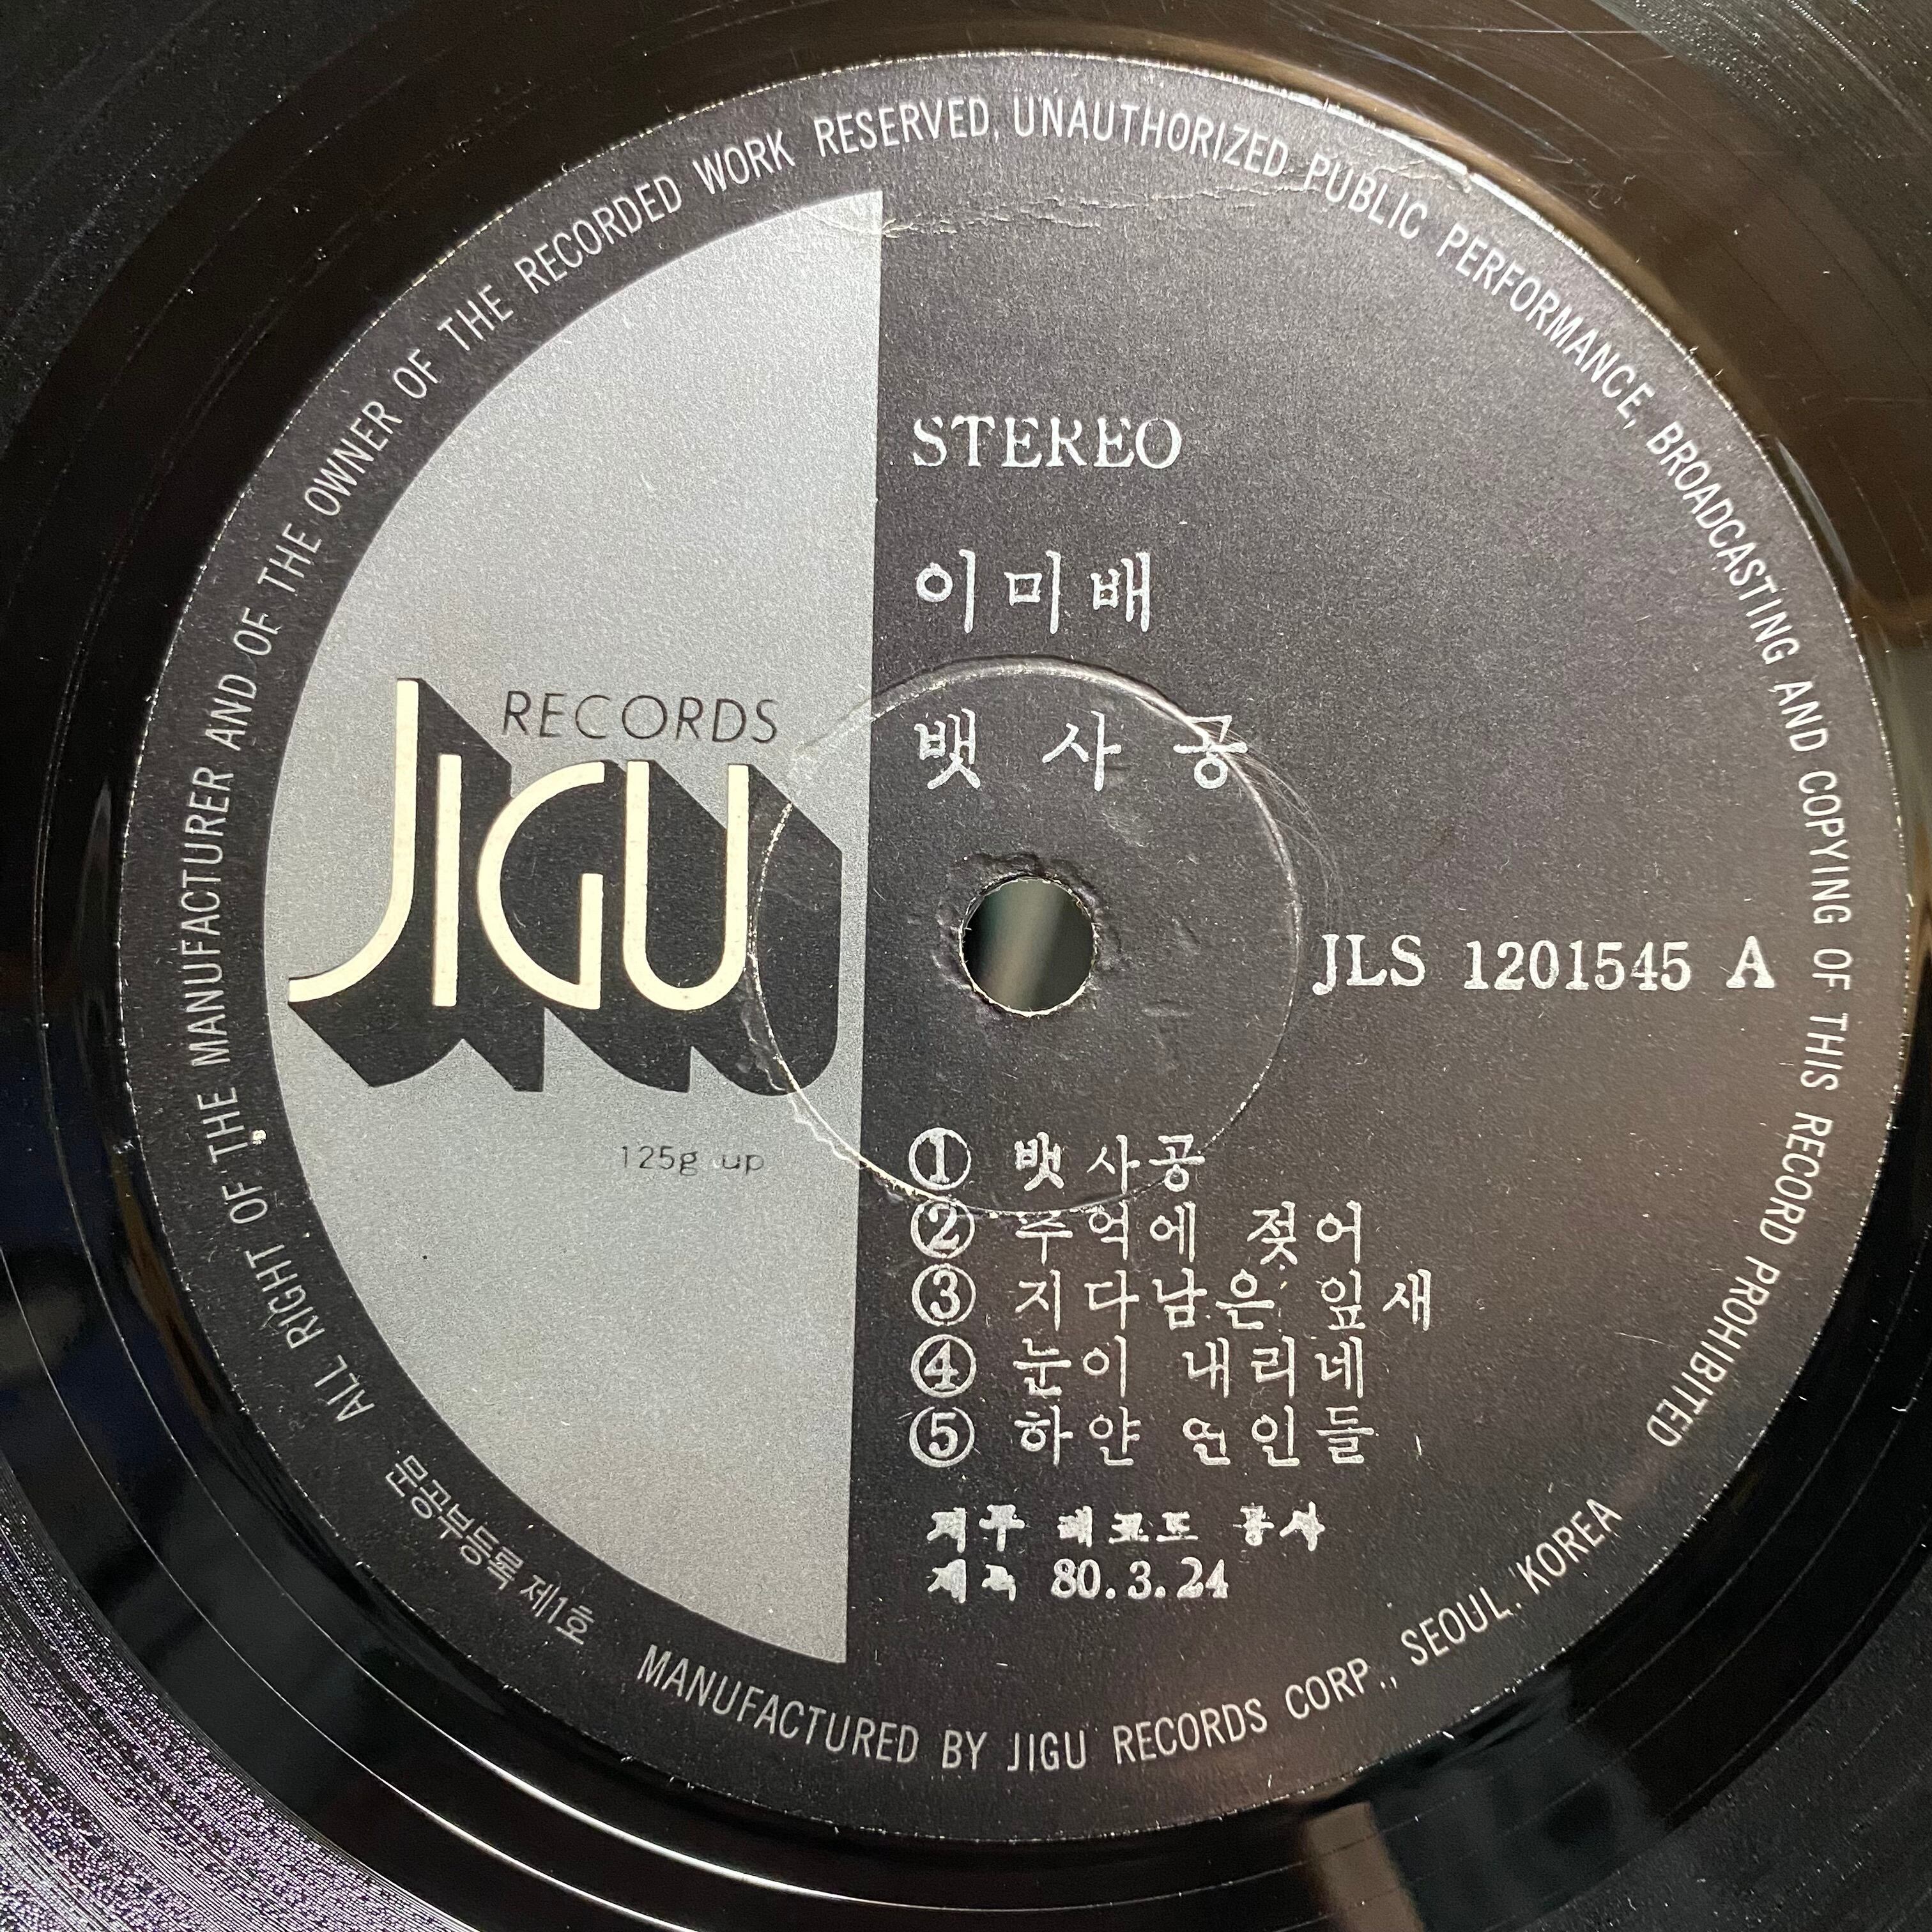 ALL RIGHT OF THE MANUFACTURER AND OF THE OWNER OF THE RECORDED WORK RESERVED, UNAUTHORIZED PUBLIC PERFORMANCE, BROADCASTING AND COPYING OF THIS RECORD PROHIBITED
STEREO
이미배
뱃사공
RECORDS
JIGU
JLS 1201545 A
125g up
① 뱃사공
② 추억에 젖어
③ 지다남은 잎새
④ 눈이 내리네
⑤ 하얀 연인들
지구 레코드 공사
제작 80.3.24
문공부등록 제1호
MANUFACTURED BY JIGU RECORDS CORP., SEOUL. KOREA